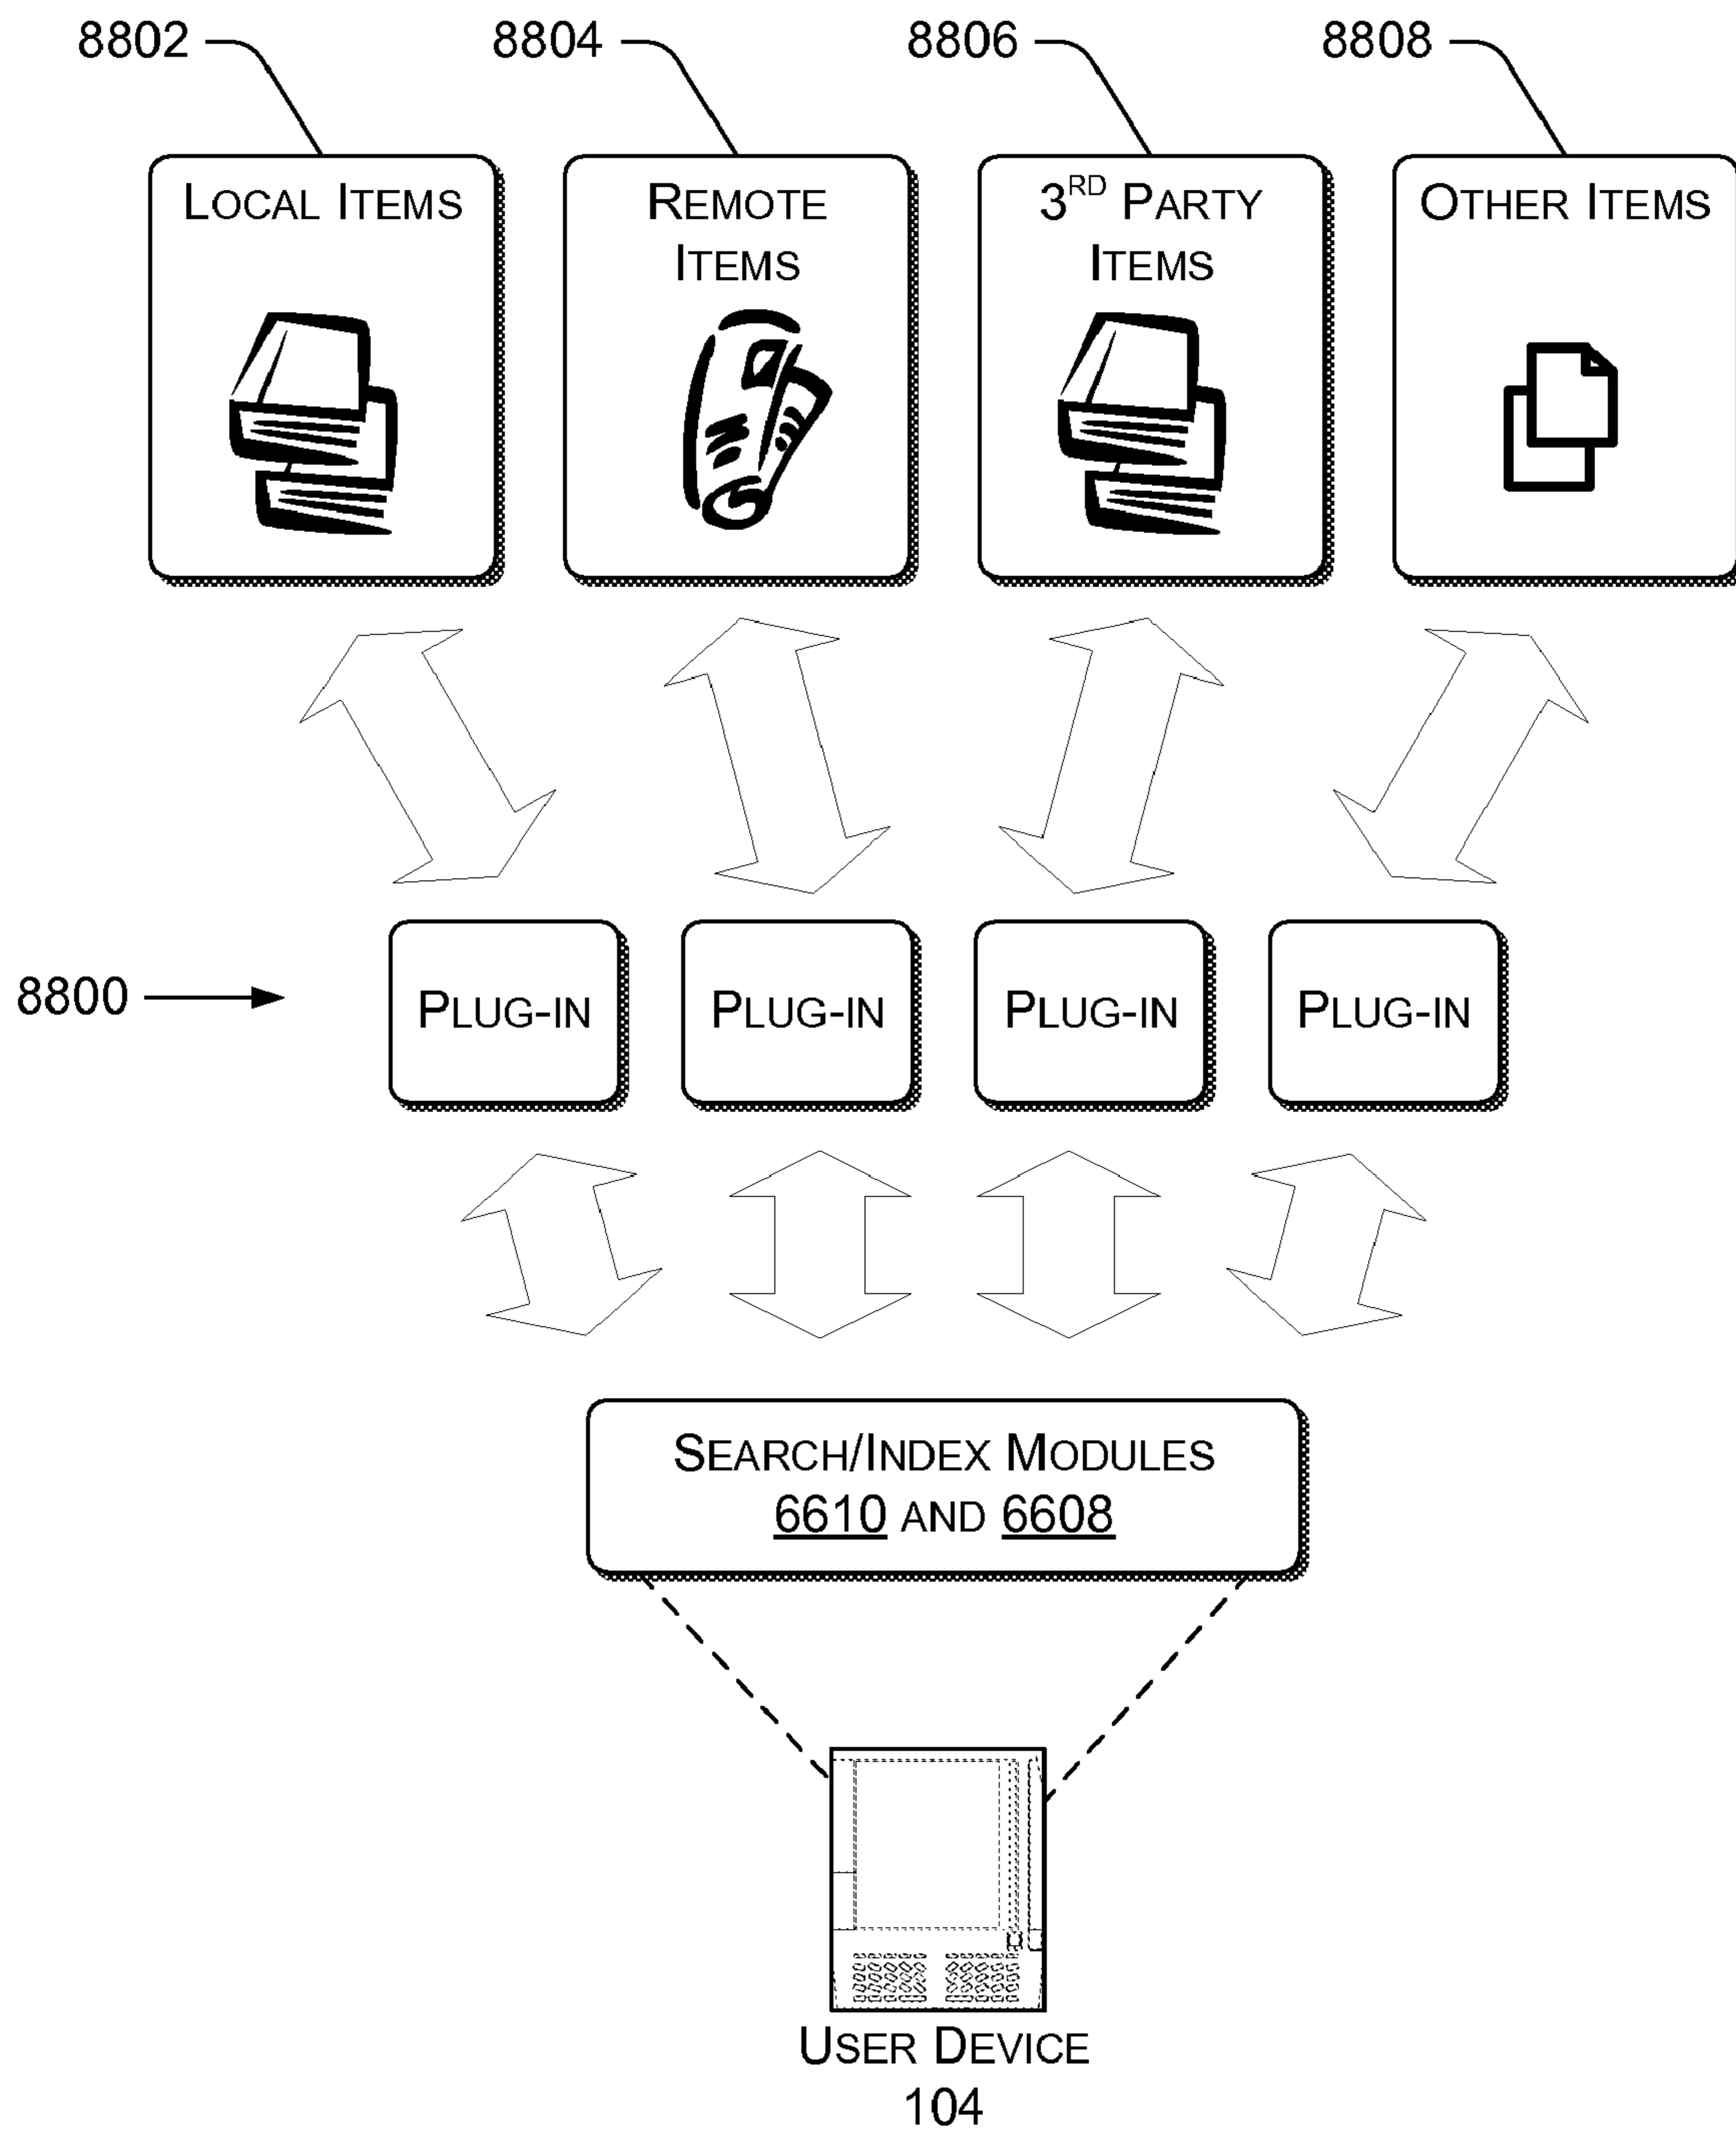 8802 8804 8806 8808
LOCAL ITEMS REMOTE ITEMS 3RD PARTY ITEMS OTHER ITEMS
8800 PLUG-IN PLUG-IN PLUG-IN PLUG-IN
SEARCH/INDEX MODULES
6610 AND 6608
USER DEVICE
104